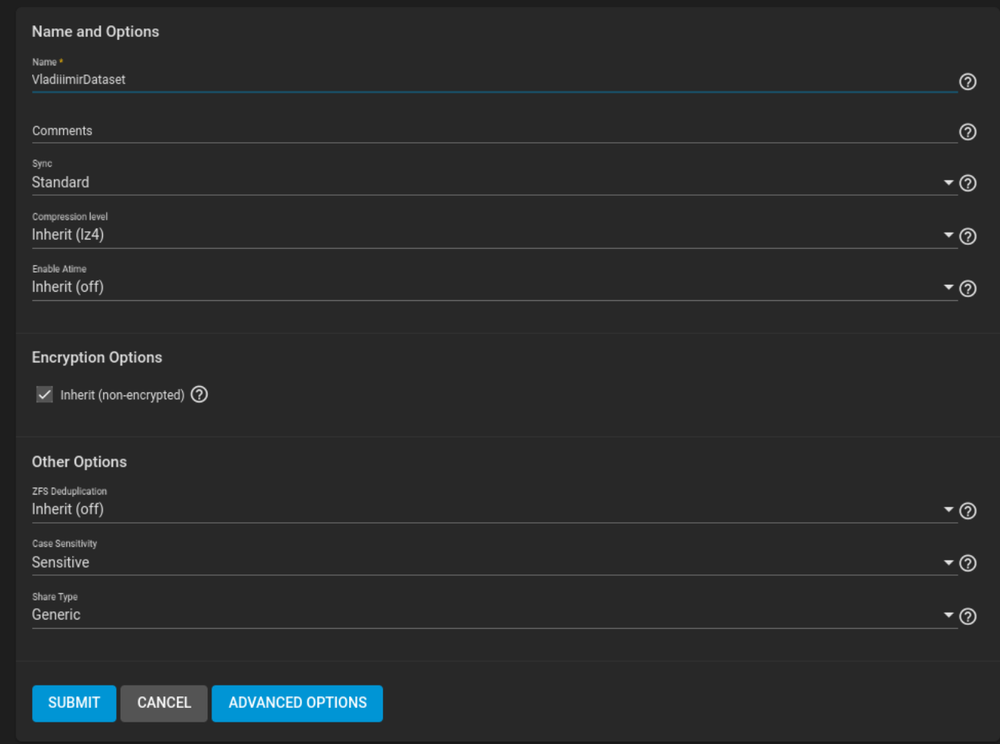 Name and Options
Name *
VladiiimirDataset
Comments
Sync
Standard
Compression level
Inherit (lz4)
Enable Atime
Inherit (off)
Encryption Options
Inherit (non-encrypted)
Other Options
ZFS Deduplication
Inherit (off)
Case Sensitivity
Sensitive
Share Type
Generic
SUBMIT CANCEL ADVANCED OPTIONS